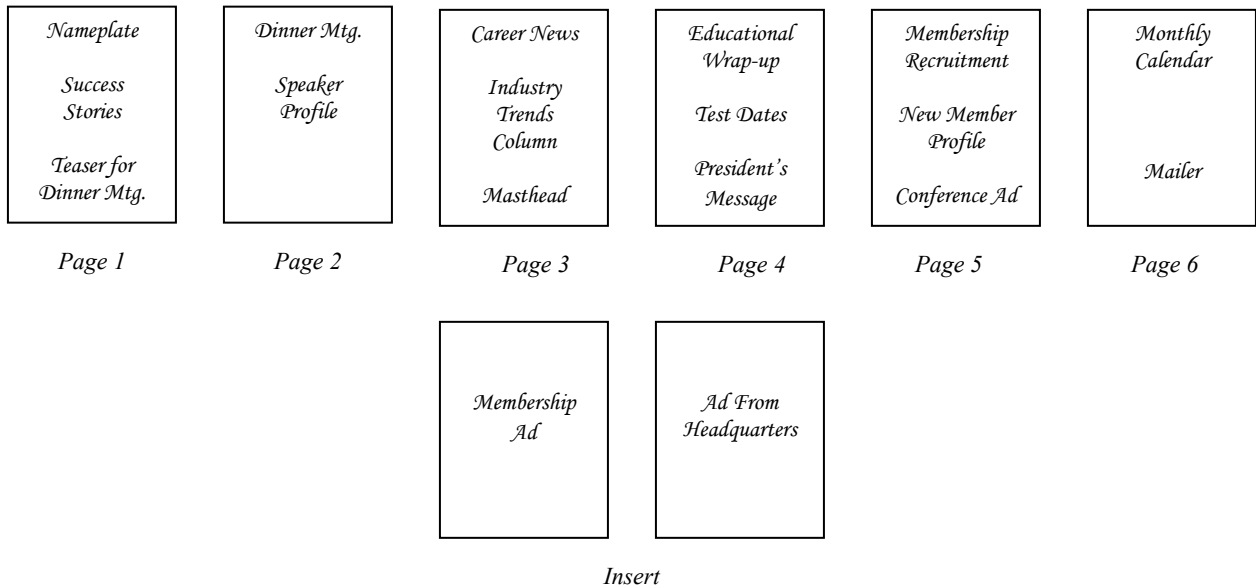 Nameplate
Success
Stories
Teaser for
Dinner Mtg.
Page 1
Dinner Mtg.
Speaker
Profile
Page 2
Career News
Industry
Trends
Column
Masthead
Page 3
Educational
Wrap-up
Test Dates
President’s
Message
Page 4
Membership
Recruitment
New Member
Profile
Conference Ad
Page 5
Monthly
Calendar
Mailer
Page 6
Membership
Ad
Ad From
Headquarters
Insert